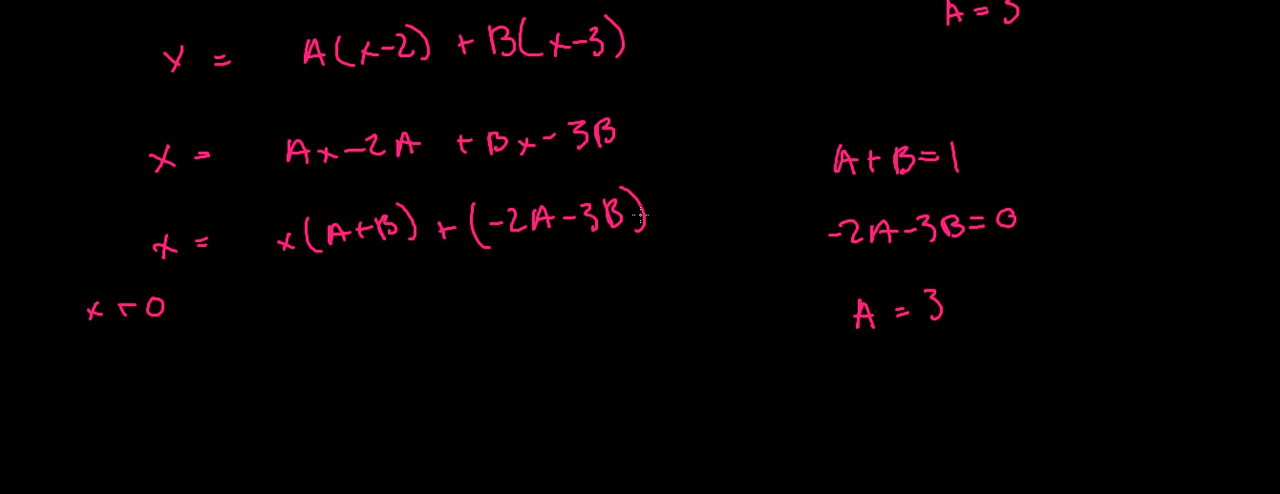 A = 3
x = A(x-2) + B(x-3)
x = Ax-2A + Bx-3B
A+B=1
x = x(A+B) + (-2A-3B)
-2A-3B=0
x + 0
A = 3